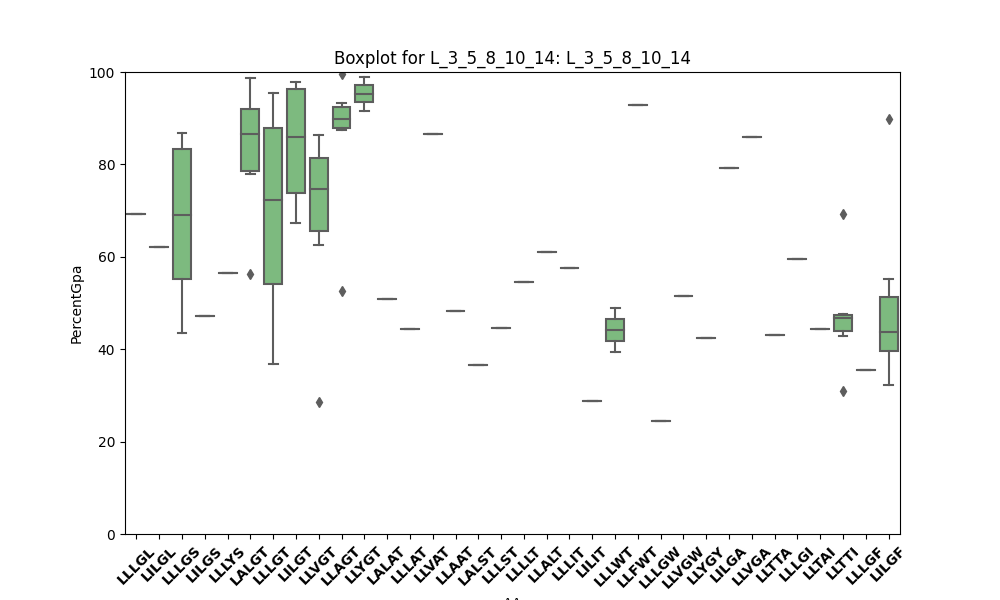 Boxplot for L_3_5_8_10_14: L_3_5_8_10_14
PercentGpa
100
80
60
40
20
0
LLLGL
LILGL
LLLGS
LILGS
LLLYS
LALGT
LLLGT
LILGT
LLVGT
LLAGT
LLYGT
LALAT
LLLAT
LLVAT
LLAAT
LALST
LLLST
LLLLT
LLALT
LLLIT
LILIT
LLLWT
LLFWT
LLLGW
LLVGW
LLYGY
LILGA
LLVGA
LLTTA
LLLGI
LLTAI
LLTTI
LLLGF
LILGF